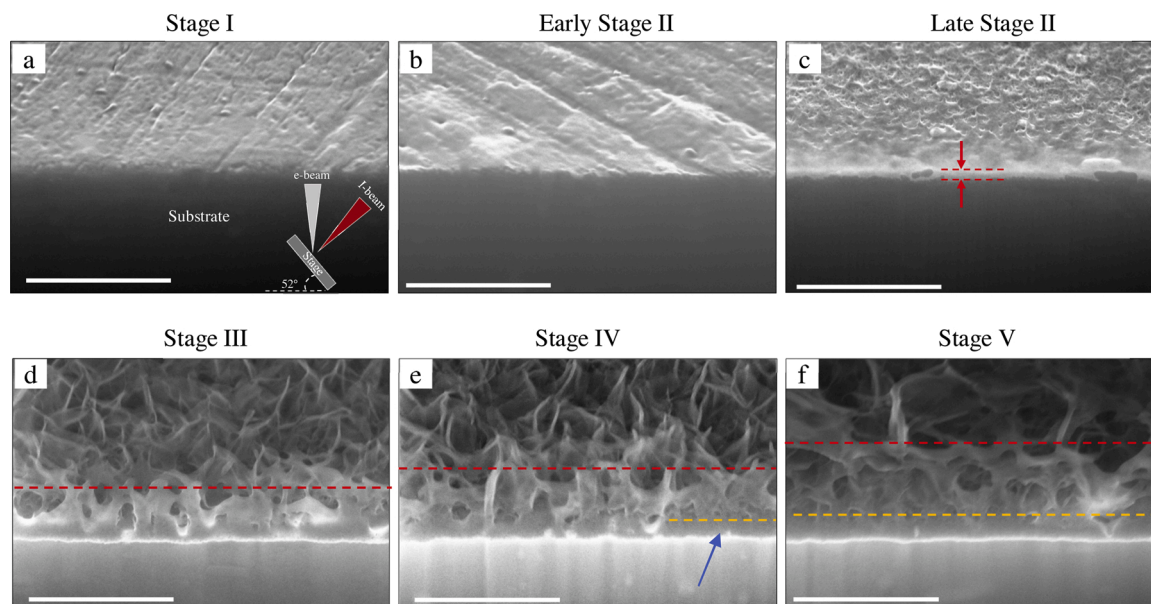 Stage I
Early Stage II
Late Stage II
a
b
c
e-beam
I-beam
Substrate
Stage
52°
Stage III
Stage IV
Stage V
d
e
f